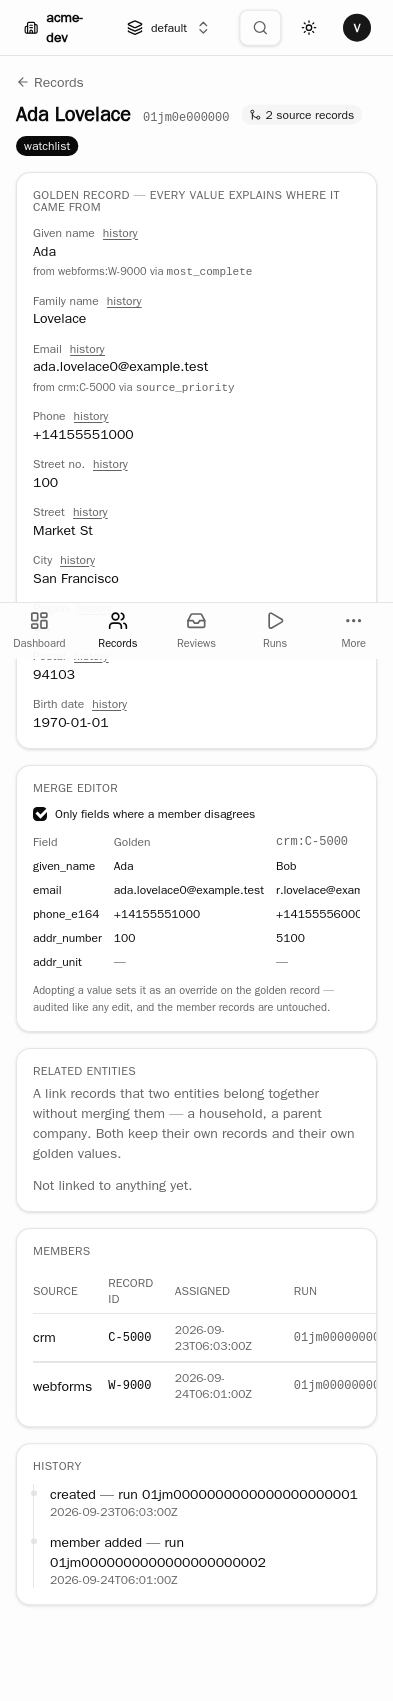 acme-dev
default
V
Records
Ada Lovelace 01jm0e000000 2 source records
watchlist
GOLDEN RECORD — EVERY VALUE EXPLAINS WHERE IT
CAME FROM
Given name history
Ada
from webforms:W-9000 via most_complete
Family name history
Lovelace
Email history
ada.lovelace0@example.test
from crm:C-5000 via source_priority
Phone history
+14155551000
Street no. history
100
Street history
Market St
City history
San Francisco
Dashboard Records Reviews Runs More
94103
Birth date history
1970-01-01
MERGE EDITOR
Only fields where a member disagrees
Field Golden crm:C-5000
given_name Ada Bob
email ada.lovelace0@example.test r.lovelace@exam
phone_e164 +14155551000 +1415555600
addr_number 100 5100
addr_unit — —
Adopting a value sets it as an override on the golden record —
audited like any edit, and the member records are untouched.
RELATED ENTITIES
A link records that two entities belong together
without merging them — a household, a parent
company. Both keep their own records and their own
golden values.
Not linked to anything yet.
MEMBERS
SOURCE RECORD ID ASSIGNED RUN
crm C-5000 2026-09-23T06:03:00Z 01jm0000000
webforms W-9000 2026-09-24T06:01:00Z 01jm0000000
HISTORY
created — run 01jm0000000000000000000001
2026-09-23T06:03:00Z
member added — run
01jm0000000000000000000002
2026-09-24T06:01:00Z